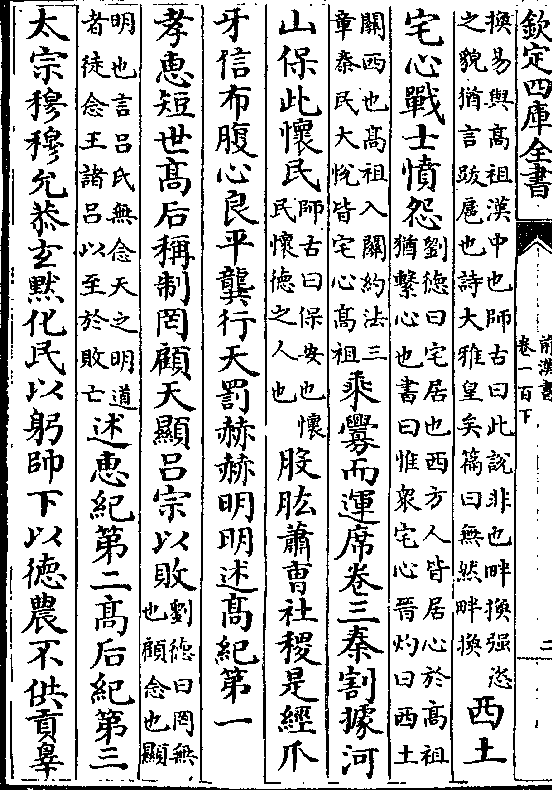 欽定四庫全書
前漢書
卷一百下
二
換易與髙祖漢中也師古曰此說非也畔換强恣
之貌猶言跋扈也詩大雅皇矣篇曰無然畔換
西土
宅心戰士憤怨
劉德曰宅居也西方人皆居心於髙祖
猶繫心也書曰惟衆宅心晉灼曰西土
關西也髙祖入關約法三
章秦民大悅皆宅心髙祖
乘釁而運席卷三秦割據河
山保此懷民
師古曰保安也懷
民懷德之人也
股肱蕭曹社稷是經爪
牙信布腹心良平龔行天罰赫赫明明述髙紀第一
孝惠短世髙后稱制罔顧天顯呂宗以敗
劉德曰罔無
也顧念也顯
明也言呂氏無念天之明道
者徒念王諸呂以至於敗亡
述惠紀第二髙后紀第三
太宗穆穆允恭玄默化民以躬帥下以德農不供貢辠